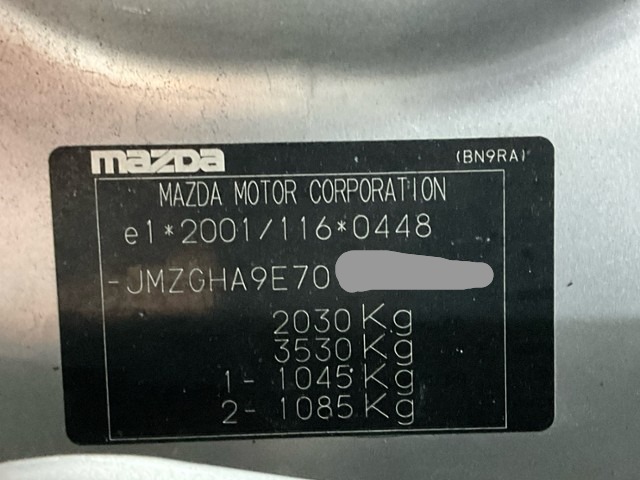 mazda (BN9RA)
MAZDA MOTOR CORPORATION
e1*2001/116*0448
-JMZGHA9E70
2030 Kg
3530 Kg
1- 1045 Kg
2- 1085 Kg